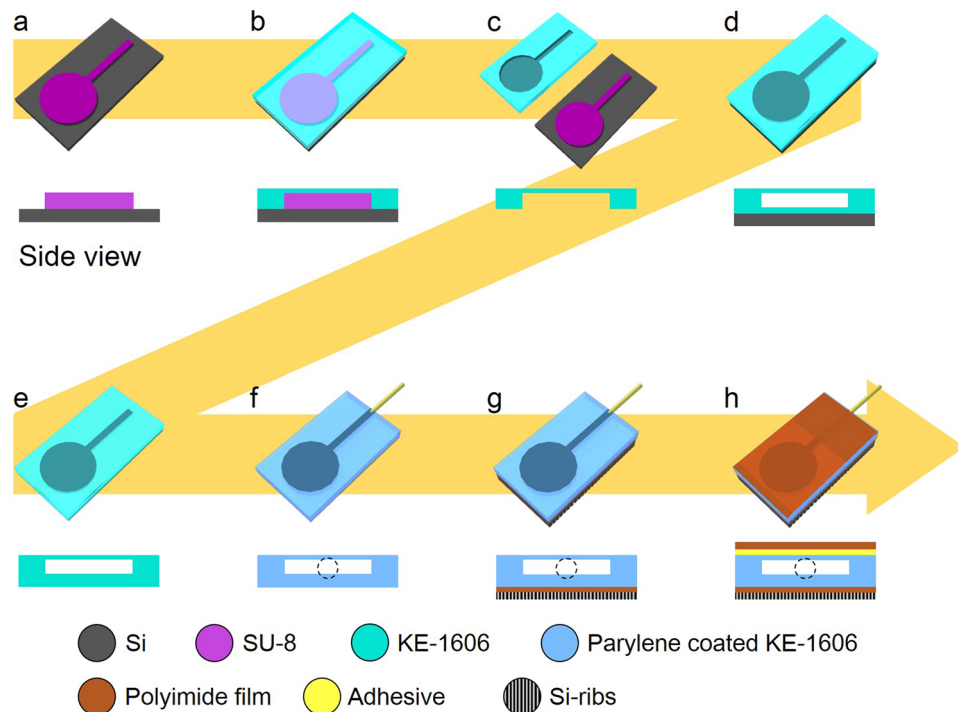 a b c d
Side view
e f g h
Si SU-8 KE-1606 Parylene coated KE-1606
Polyimide film Adhesive Si-ribs